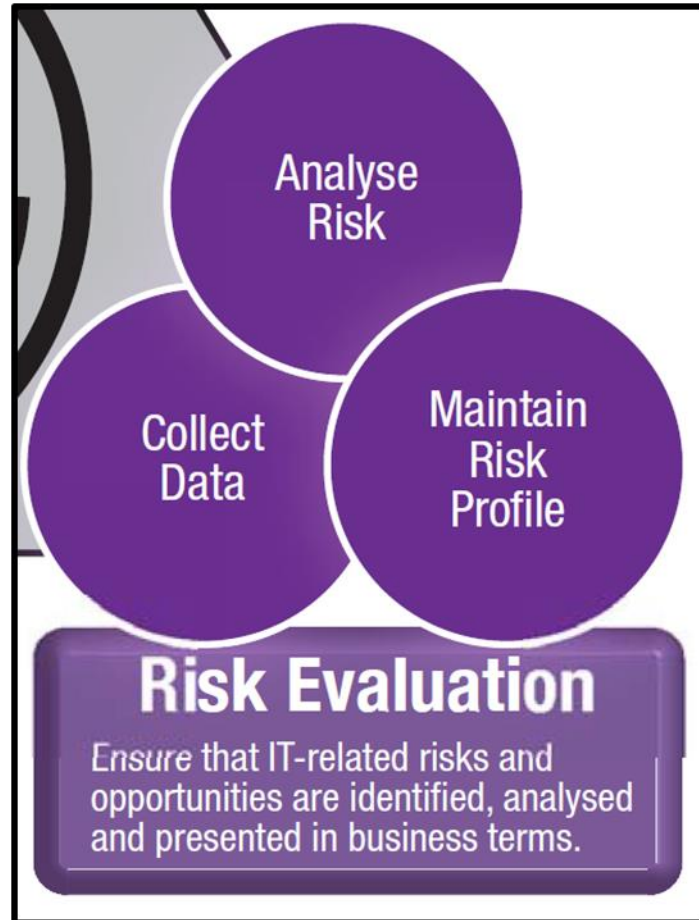 Analyse
Risk
Collect
Data
Maintain
Risk
Profile
Risk Evaluation
Ensure that IT-related risks and
opportunities are identified, analysed
and presented in business terms.